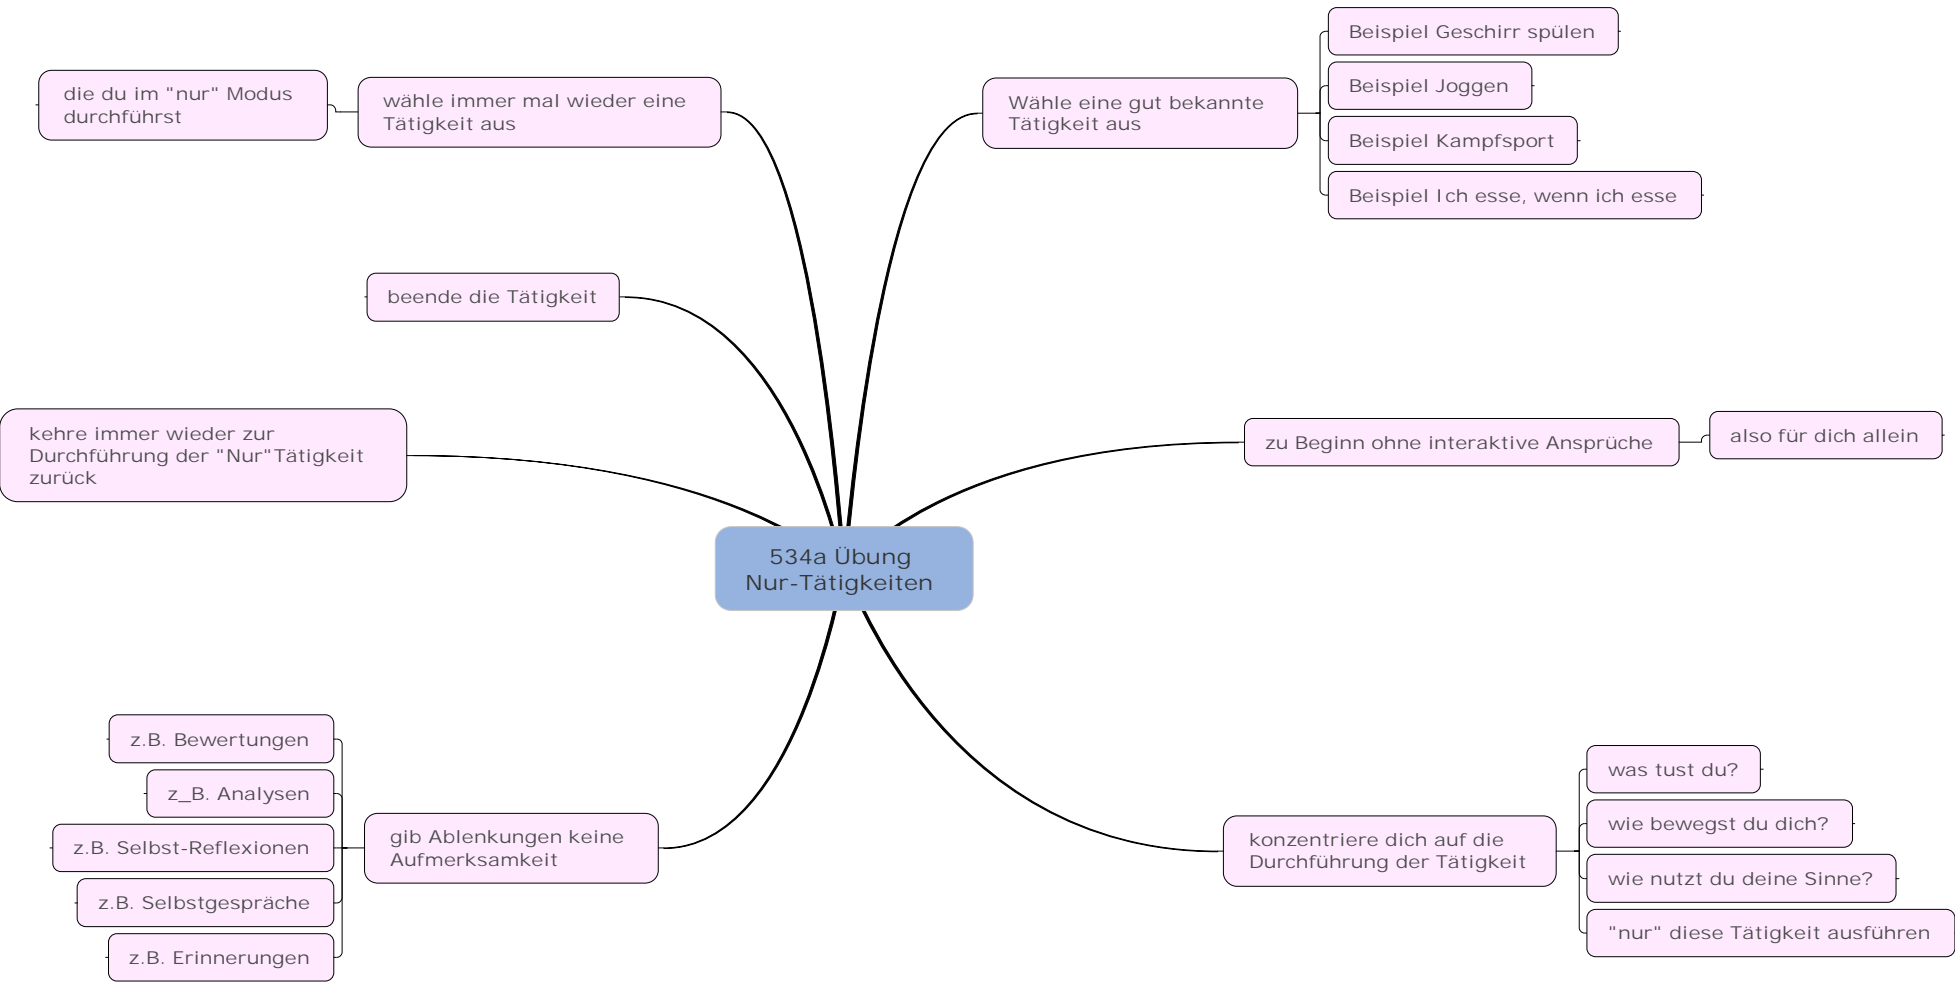 534a Übung
Nur-Tätigkeiten
Wähle eine gut bekannte
Tätigkeit aus
Beispiel Geschirr spülen
Beispiel Joggen
Beispiel Kampfsport
Beispiel Ich esse, wenn ich esse
zu Beginn ohne interaktive Ansprüche
also für dich allein
konzentriere dich auf die
Durchführung der Tätigkeit
was tust du?
wie bewegst du dich?
wie nutzt du deine Sinne?
"nur" diese Tätigkeit ausführen
gib Ablenkungen keine
Aufmerksamkeit
z.B. Bewertungen
z_B. Analysen
z.B. Selbst-Reflexionen
z.B. Selbstgespräche
z.B. Erinnerungen
kehre immer wieder zur
Durchführung der "Nur"Tätigkeit
zurück
beende die Tätigkeit
wähle immer mal wieder eine
Tätigkeit aus
die du im "nur" Modus
durchführst